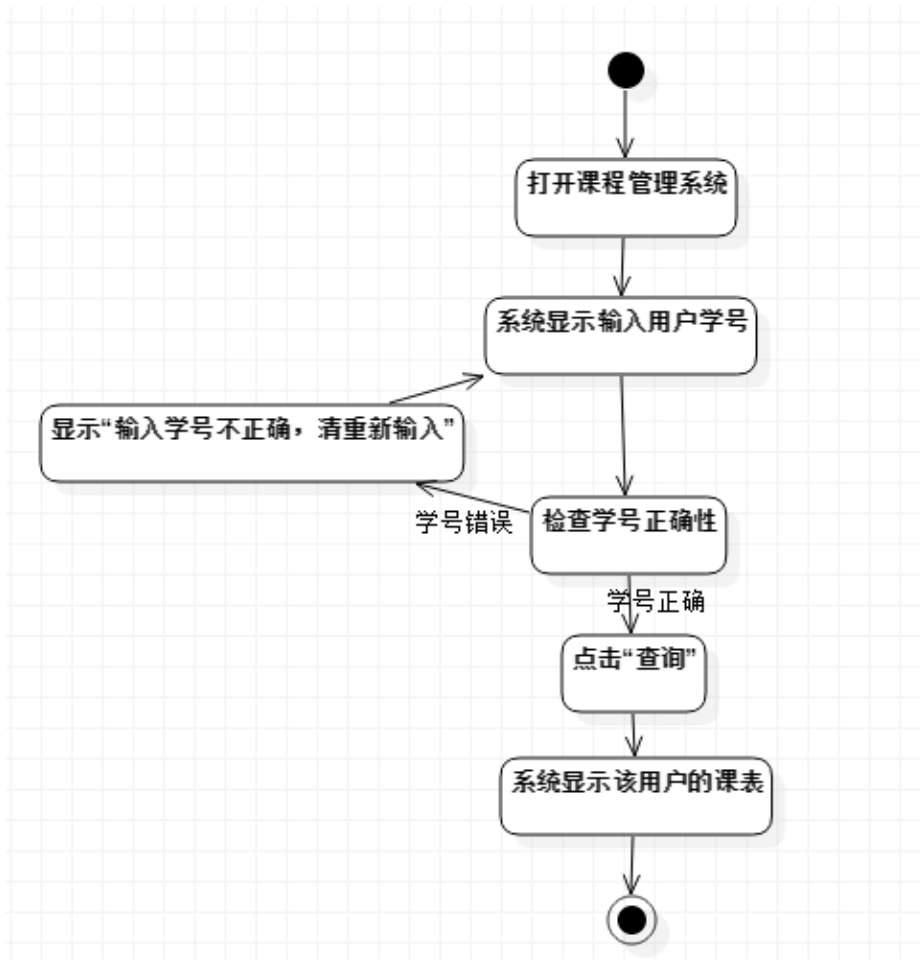 打开课程管理系统
系统显示输入用户学号
显示“输入学号不正确，清重新输入”
学号错误
检查学号正确性
学号正确
点击“查询”
系统显示该用户的课表